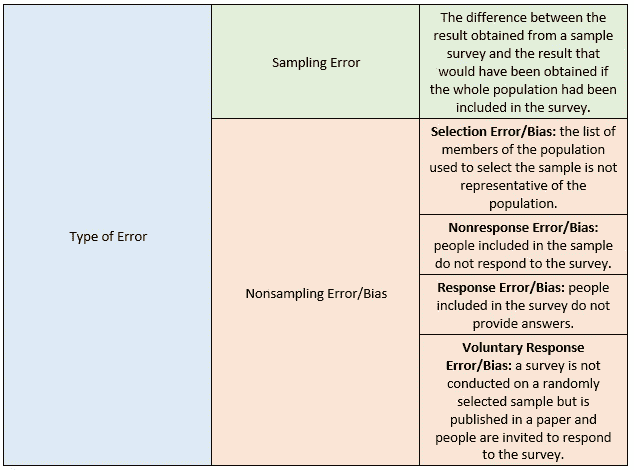 Type of Error
Sampling Error
The difference between the
result obtained from a sample
survey and the result that
would have been obtained if
the whole population had been
included in the survey.
Nonsampling Error/Bias
Selection Error/Bias: the list of
members of the population
used to select the sample is not
representative of the
population.
Nonresponse Error/Bias:
people included in the sample
do not respond to the survey.
Response Error/Bias: people
included in the survey do not
provide answers.
Voluntary Response
Error/Bias: a survey is not
conducted on a randomly
selected sample but is
published in a paper and
people are invited to respond
to the survey.